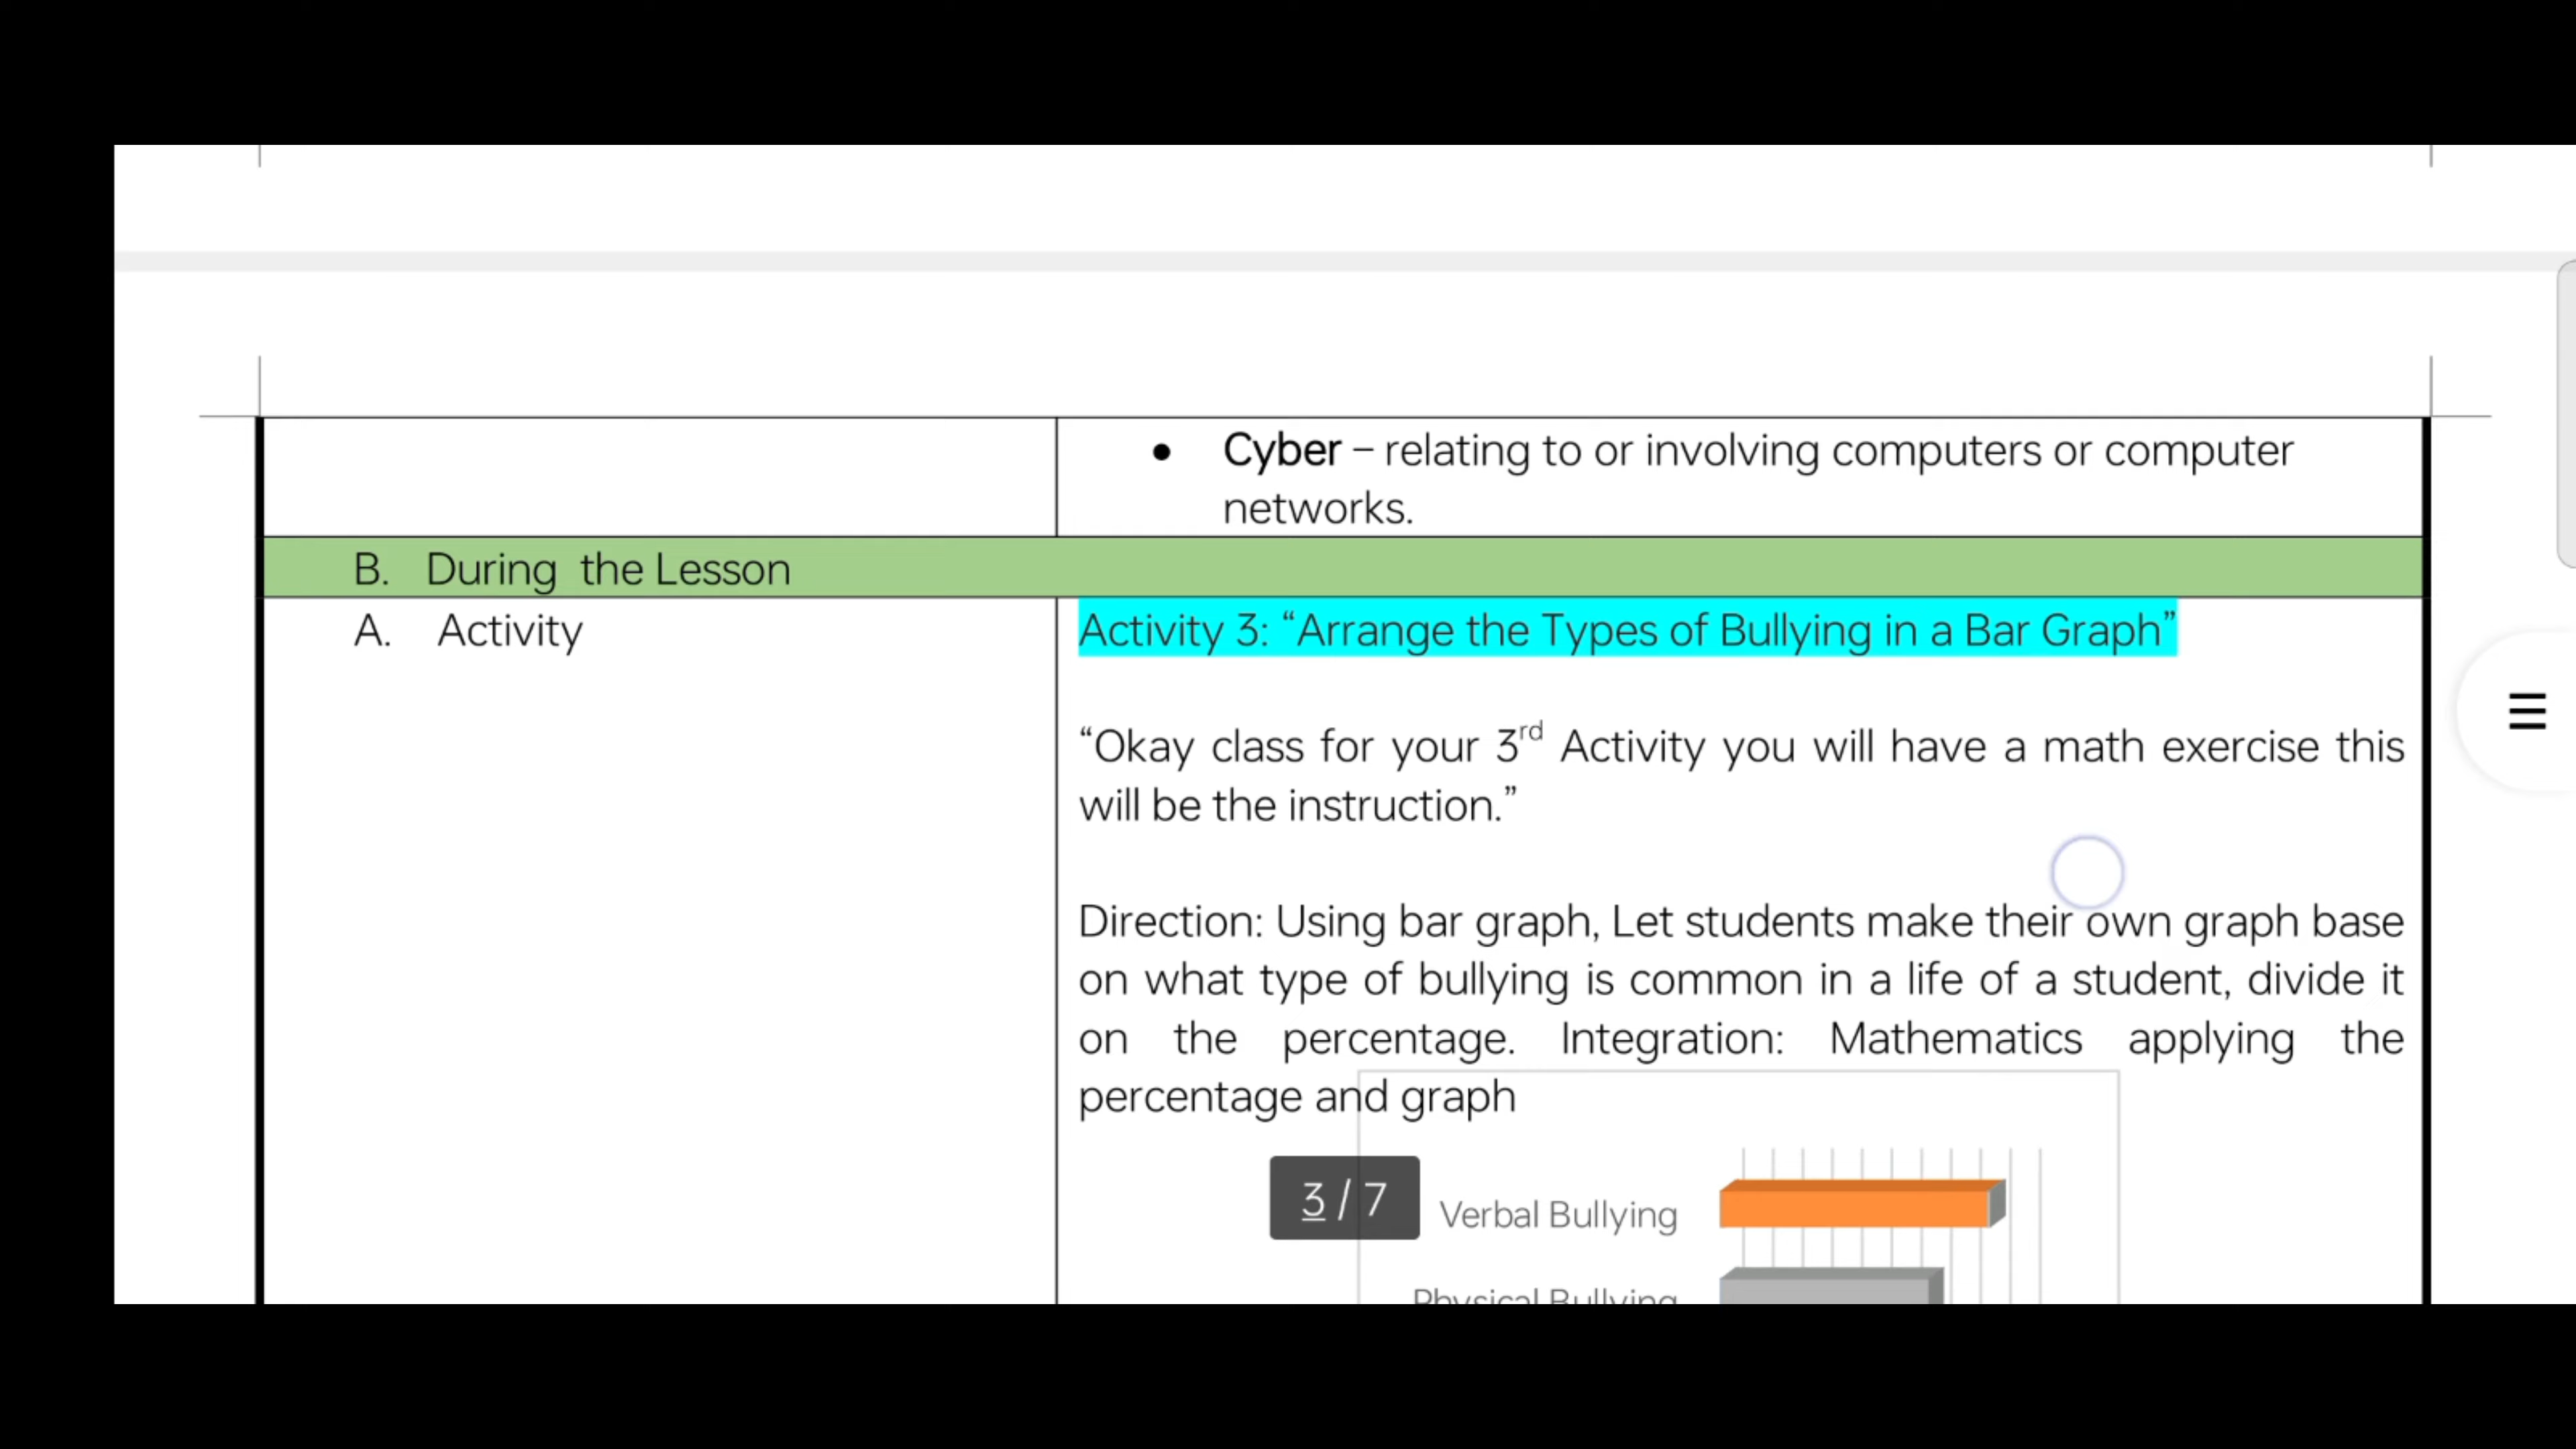 • Cyber – relating to or involving computers or computer
networks.
B. During the Lesson
A. Activity
Activity 3: “Arrange the Types of Bullying in a Bar Graph”
“Okay class for your 3rd Activity you will have a math exercise this
will be the instruction.”
Direction: Using bar graph, Let students make their own graph base
on what type of bullying is common in a life of a student, divide it
on the percentage. Integration: Mathematics applying the
percentage and graph
3 / 7
Verbal Bullying
Physical Bullying